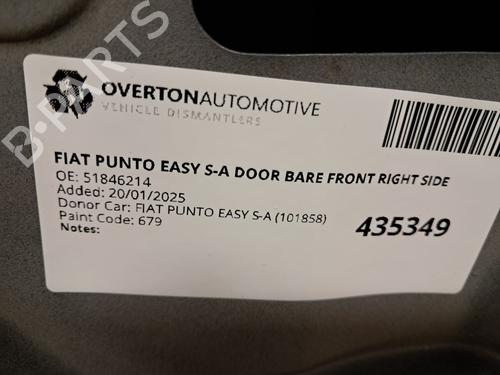 OVERTONAUTOMOTIVE
VEHICLE DISMANTLERS
FIAT PUNTO EASY S-A DOOR BARE FRONT RIGHT SIDE
OE: 51846214
Added: 20/01/2025
Donor Car: FIAT PUNTO EASY S-A (101858)
Paint Code: 679
Notes:
435349
B-PARTS